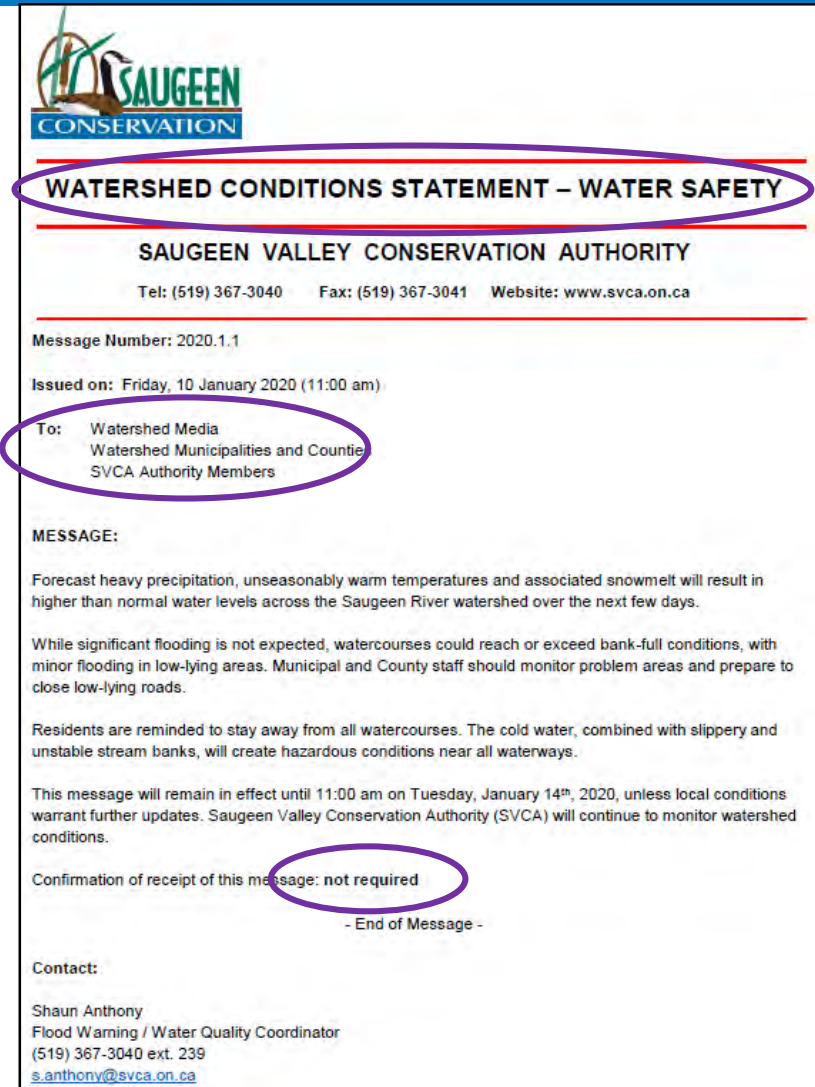 SAUGEEN
CONSERVATION
WATERSHED CONDITIONS STATEMENT – WATER SAFETY
SAUGEEN VALLEY CONSERVATION AUTHORITY
Tel: (519) 367-3040 Fax: (519) 367-3041 Website: www.svca.on.ca
Message Number: 2020.1.1
Issued on: Friday, 10 January 2020 (11:00 am)
To: Watershed Media
Watershed Municipalities and Counties
SVCA Authority Members
MESSAGE:
Forecast heavy precipitation, unseasonably warm temperatures and associated snowmelt will result in
higher than normal water levels across the Saugeen River watershed over the next few days.
While significant flooding is not expected, watercourses could reach or exceed bank-full conditions, with
minor flooding in low-lying areas. Municipal and County staff should monitor problem areas and prepare to
close low-lying roads.
Residents are reminded to stay away from all watercourses. The cold water, combined with slippery and
unstable stream banks, will create hazardous conditions near all waterways.
This message will remain in effect until 11:00 am on Tuesday, January 14th, 2020, unless local conditions
warrant further updates. Saugeen Valley Conservation Authority (SVCA) will continue to monitor watershed
conditions.
Confirmation of receipt of this message: not required
- End of Message -
Contact:
Shaun Anthony
Flood Warning / Water Quality Coordinator
(519) 367-3040 ext. 239
s.anthony@svca.on.ca